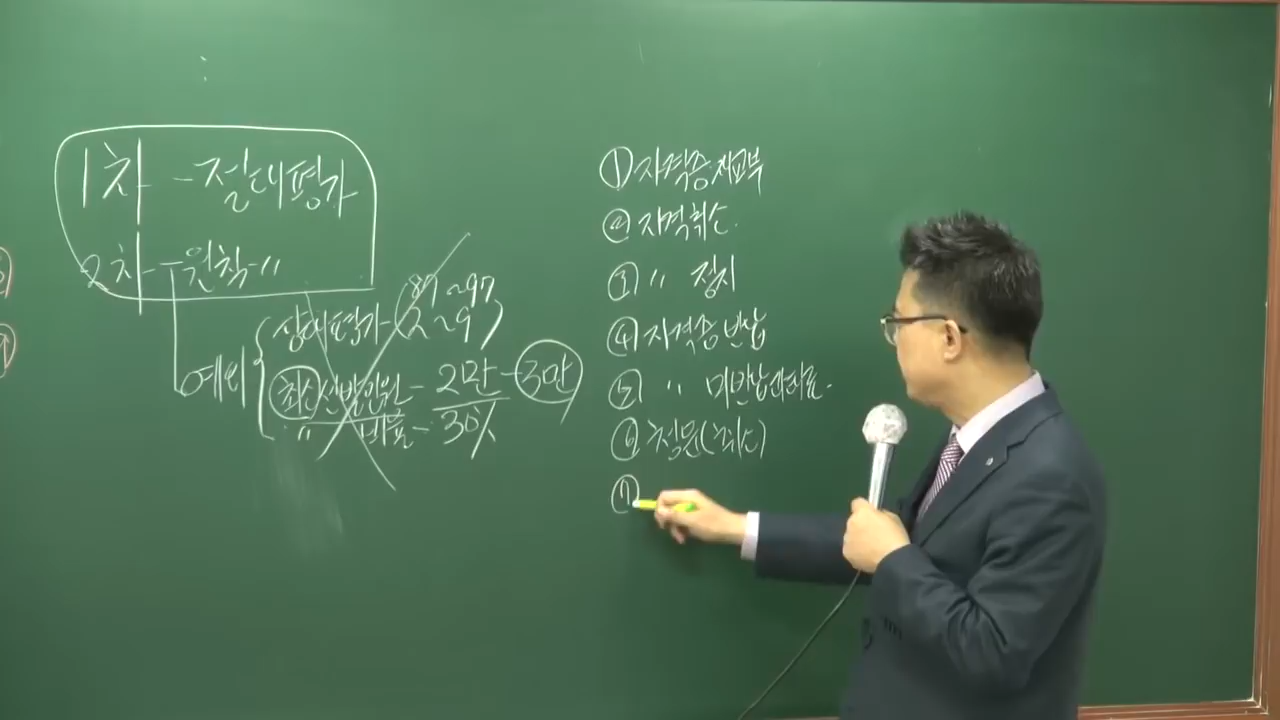 1차 - 절대평가
2차 - 원칙 - 〃
예외
상대평가 - (87~97
2~9)
최소선발인원 - 2만 - 3만
〃 비율 - 30%
① 자격증 재교부
② 자격취소.
③ 〃 정지
④ 자격증 반납
⑤ 〃 미반납과태료.
⑥ 청문(취소)
⑦